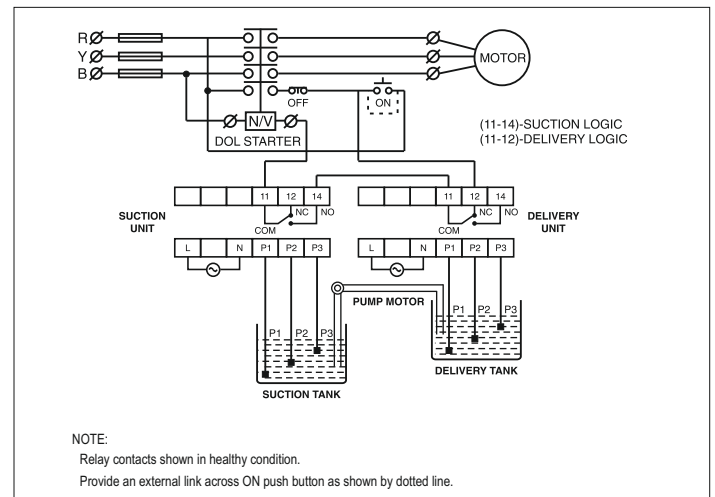 R
Y
B
MOTOR
OFF
ON
N/V
DOL STARTER
(11-14)-SUCTION LOGIC
(11-12)-DELIVERY LOGIC
11 12 14
11 12 14
NC NO
COM
NC NO
COM
SUCTION
UNIT
DELIVERY
UNIT
L N P1 P2 P3
L N P1 P2 P3
PUMP MOTOR
P1 P2 P3
P1 P2 P3
DELIVERY TANK
SUCTION TANK
NOTE:
Relay contacts shown in healthy condition.
Provide an external link across ON push button as shown by dotted line.